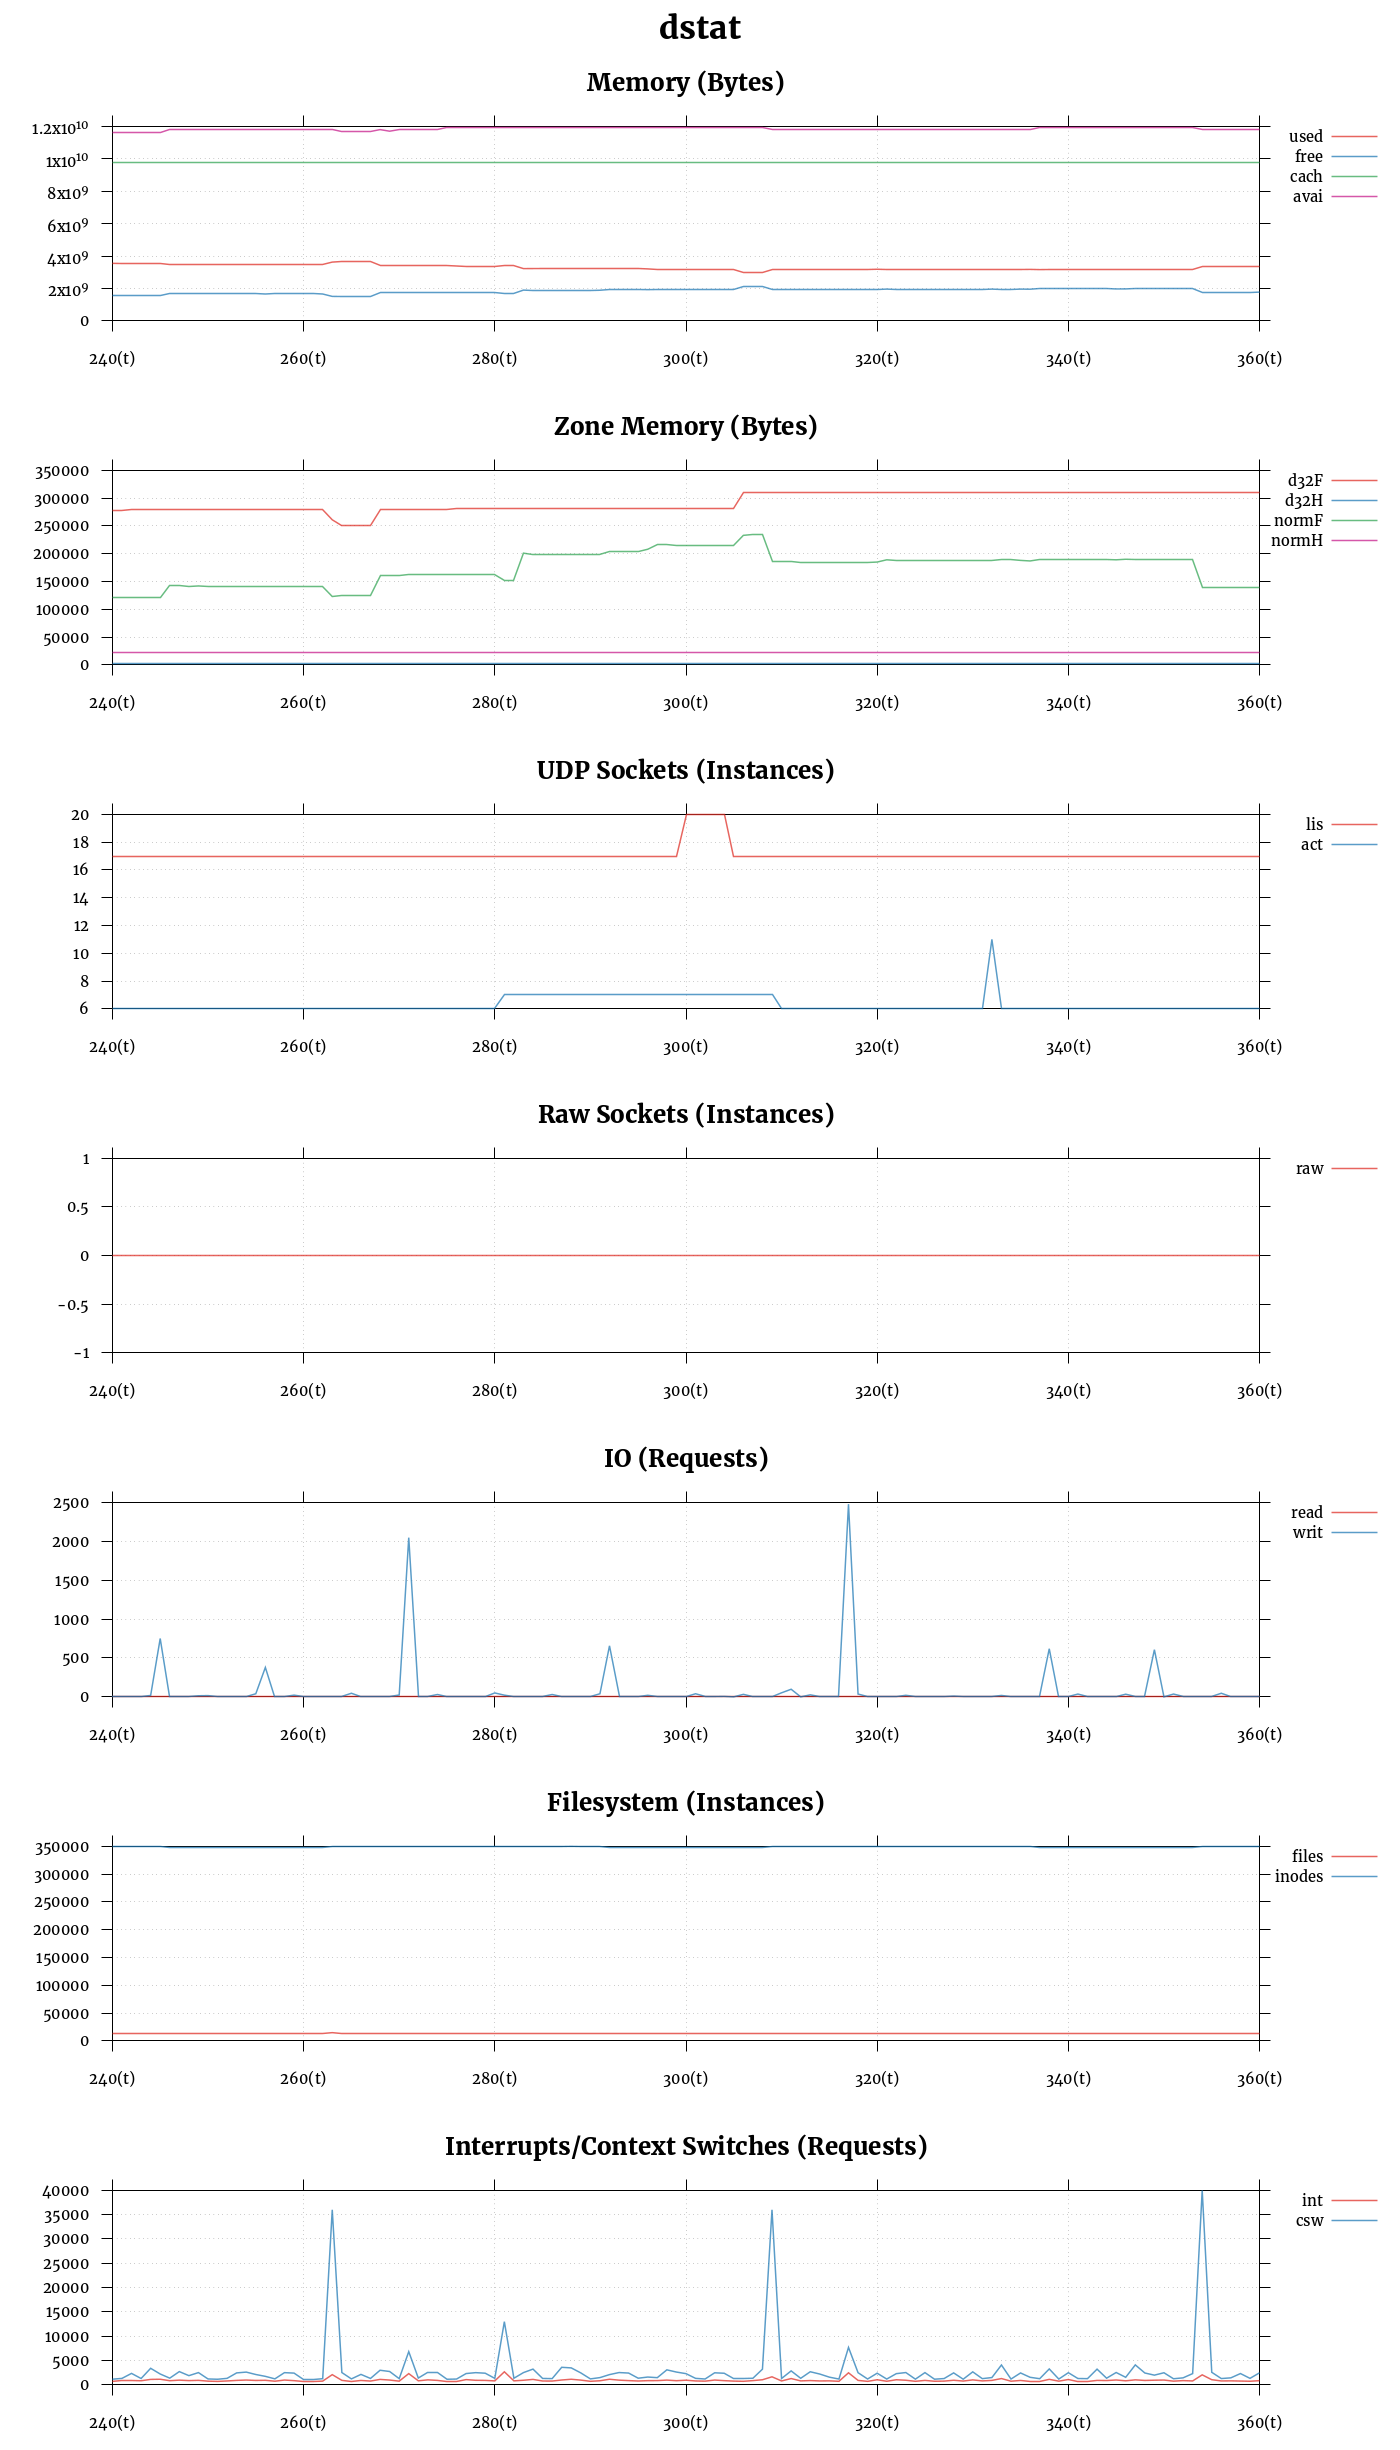 dstat
Memory (Bytes)
1.2x10¹⁰
1x10¹⁰
8x10⁹
6x10⁹
4x10⁹
2x10⁹
0
240(t) 260(t) 280(t) 300(t) 320(t) 340(t) 360(t)
used
free
cach
avai
Zone Memory (Bytes)
350000
300000
250000
200000
150000
100000
50000
0
240(t) 260(t) 280(t) 300(t) 320(t) 340(t) 360(t)
d32F
d32H
normF
normH
UDP Sockets (Instances)
20
18
16
14
12
10
8
6
240(t) 260(t) 280(t) 300(t) 320(t) 340(t) 360(t)
lis
act
Raw Sockets (Instances)
1
0.5
0
-0.5
-1
240(t) 260(t) 280(t) 300(t) 320(t) 340(t) 360(t)
raw
IO (Requests)
2500
2000
1500
1000
500
0
240(t) 260(t) 280(t) 300(t) 320(t) 340(t) 360(t)
read
writ
Filesystem (Instances)
350000
300000
250000
200000
150000
100000
50000
0
240(t) 260(t) 280(t) 300(t) 320(t) 340(t) 360(t)
files
inodes
Interrupts/Context Switches (Requests)
40000
35000
30000
25000
20000
15000
10000
5000
0
240(t) 260(t) 280(t) 300(t) 320(t) 340(t) 360(t)
int
csw